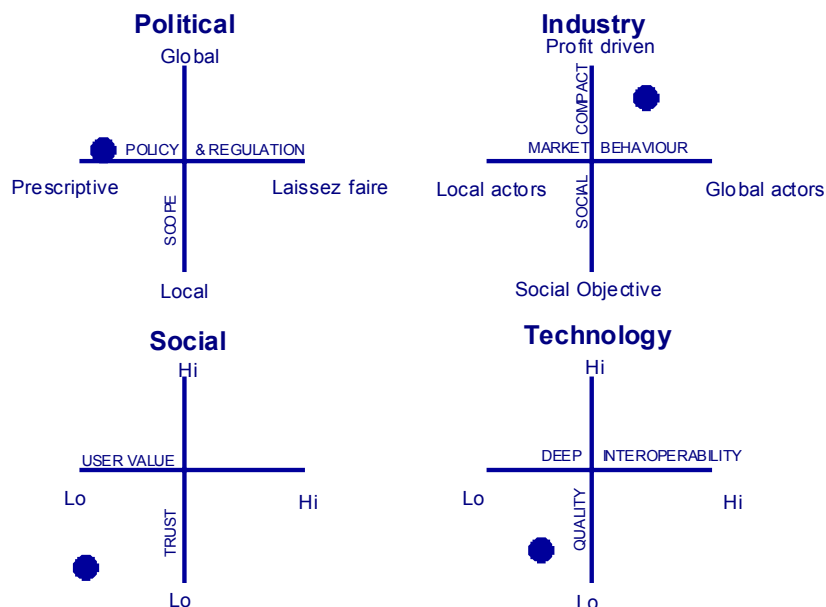 Political
Global
POLICY & REGULATION
Prescriptive
Laissez faire
SCOPE
Local
Industry
Profit driven
SOCIAL COMPACT
MARKET BEHAVIOUR
Local actors
Global actors
Social Objective
Social
Hi
USER VALUE
Lo
Hi
TRUST
Lo
Technology
Hi
DEEP INTEROPERABILITY
Lo
Hi
QUALITY
Lo